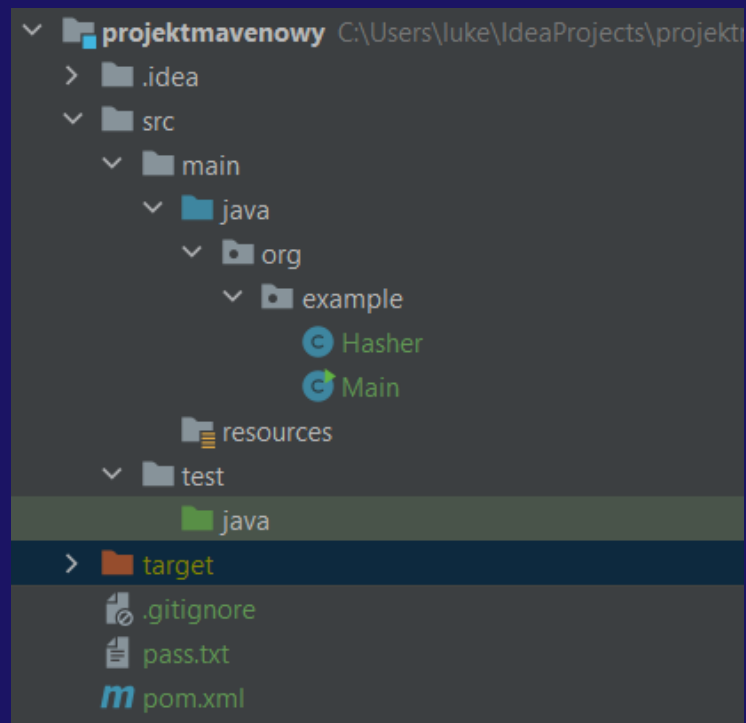 projektmavenowy C:\Users\luke\IdeaProjects\projekt
.idea
src
main
java
org
example
C Hasher
C Main
resources
test
java
target
.gitignore
pass.txt
m pom.xml